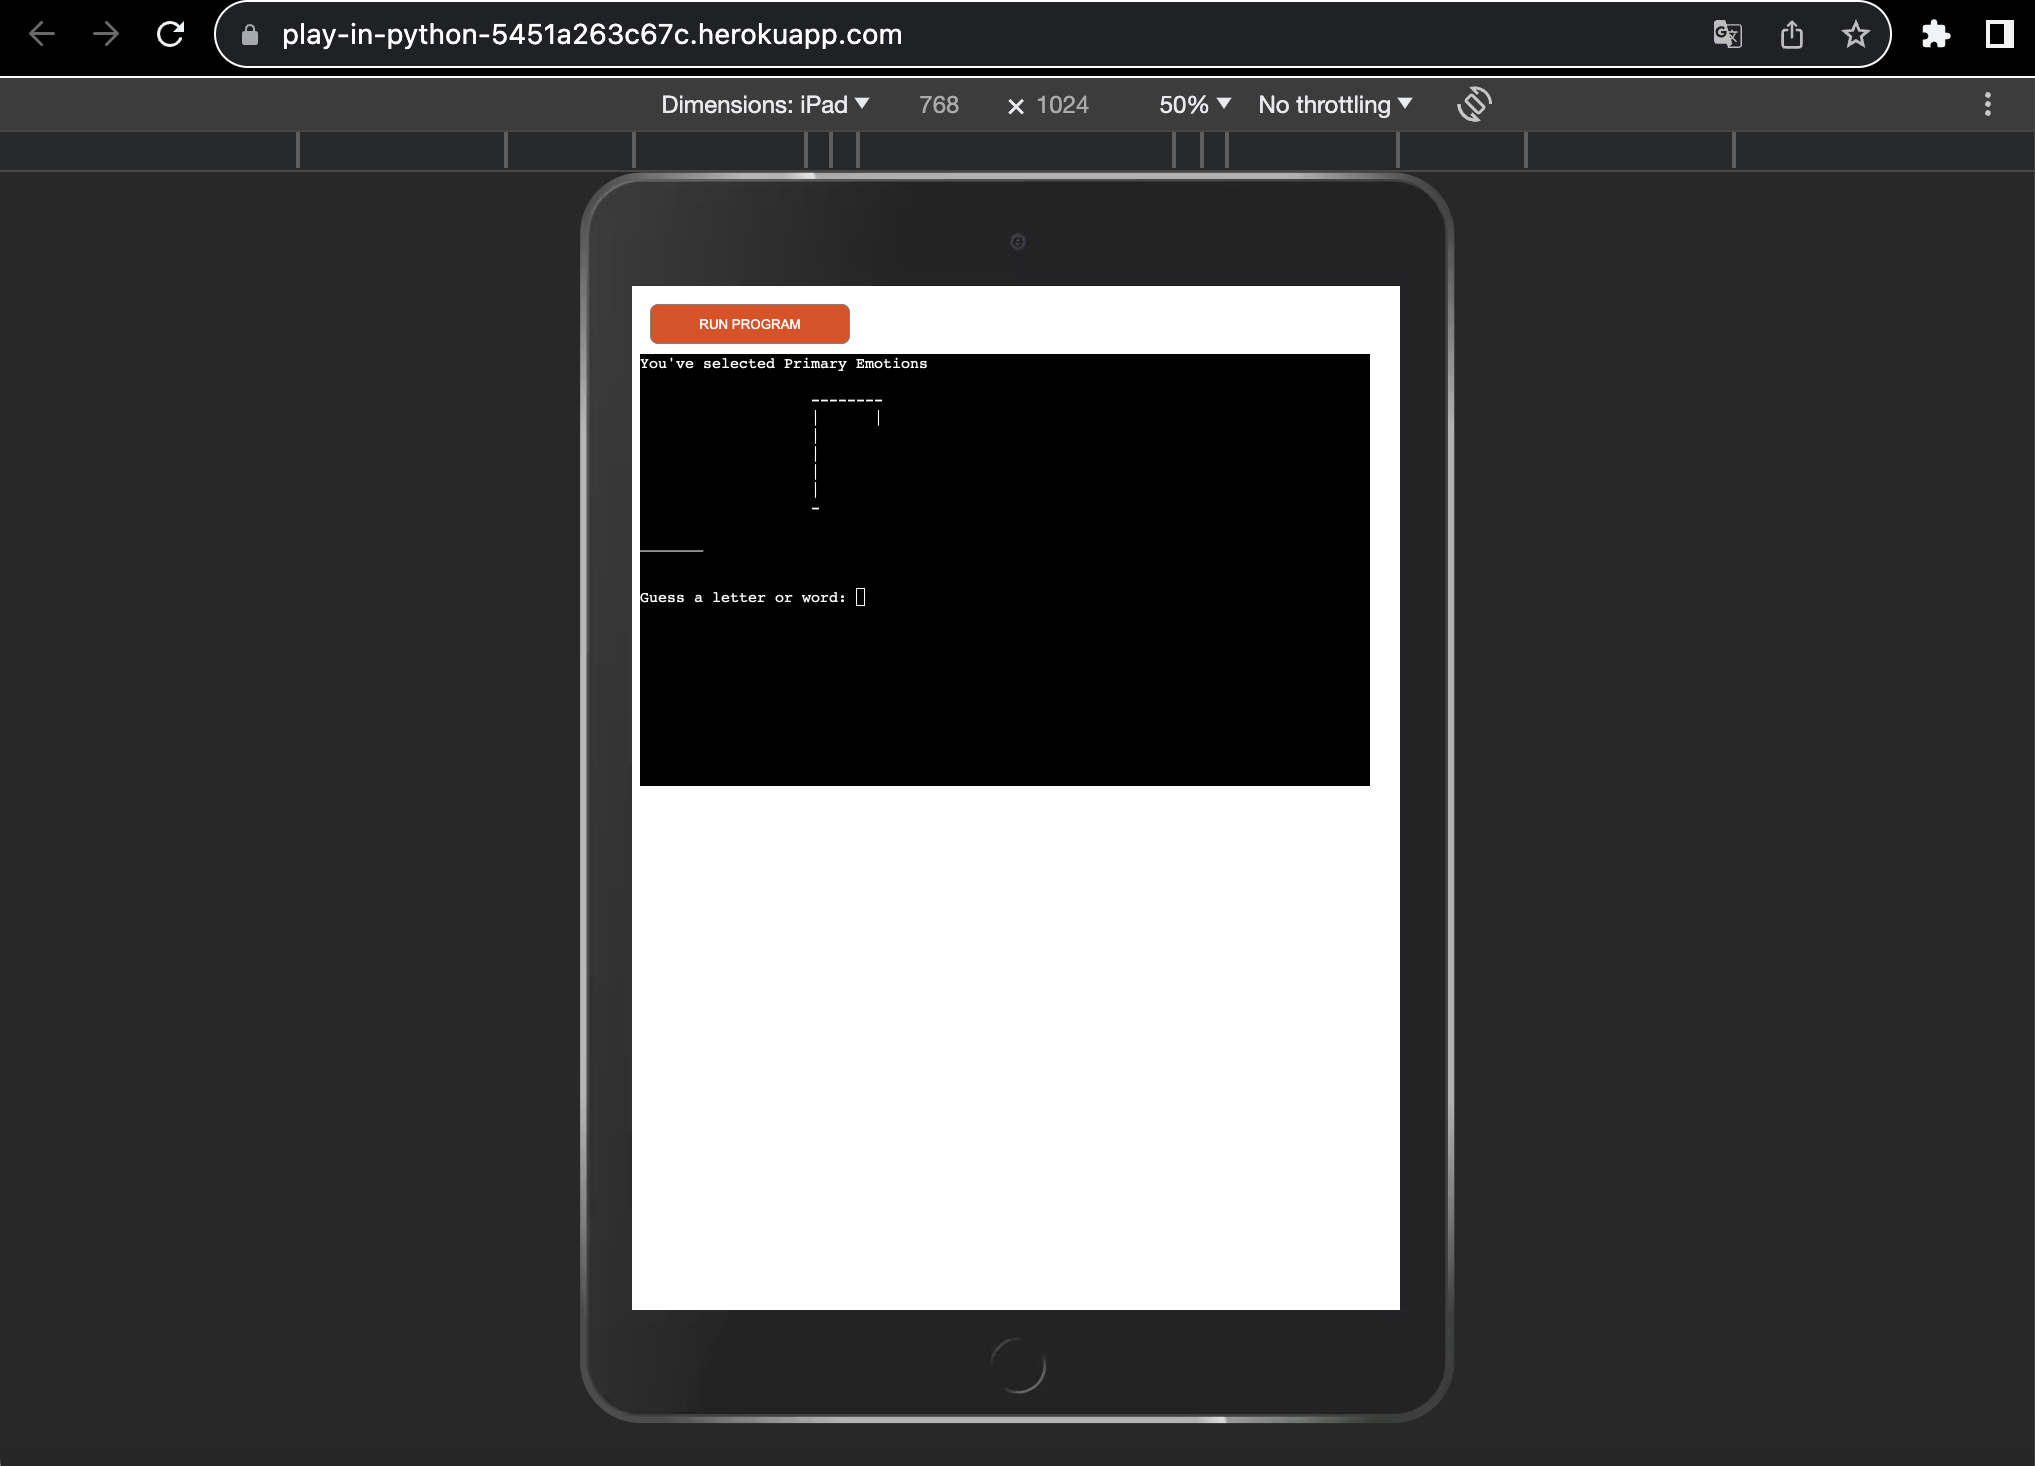 play-in-python-5451a263c67c.herokuapp.com
Dimensions: iPad 768 × 1024 50% No throttling
RUN PROGRAM
You've selected Primary Emotions
--------
|      |
|
|
|
|
-
_______
Guess a letter or word: